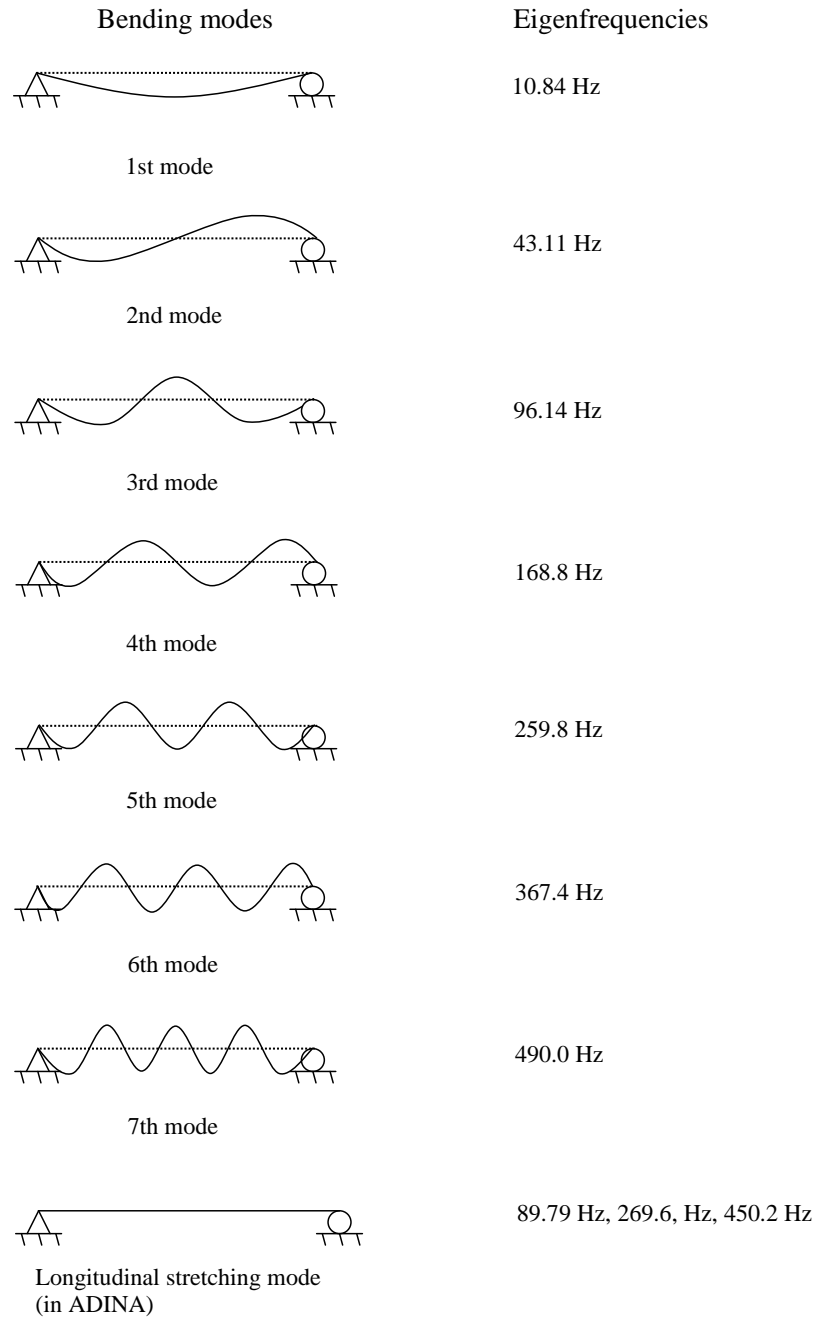 Bending modes Eigenfrequencies
10.84 Hz
1st mode
43.11 Hz
2nd mode
96.14 Hz
3rd mode
168.8 Hz
4th mode
259.8 Hz
5th mode
367.4 Hz
6th mode
490.0 Hz
7th mode
89.79 Hz, 269.6, Hz, 450.2 Hz
Longitudinal stretching mode
(in ADINA)